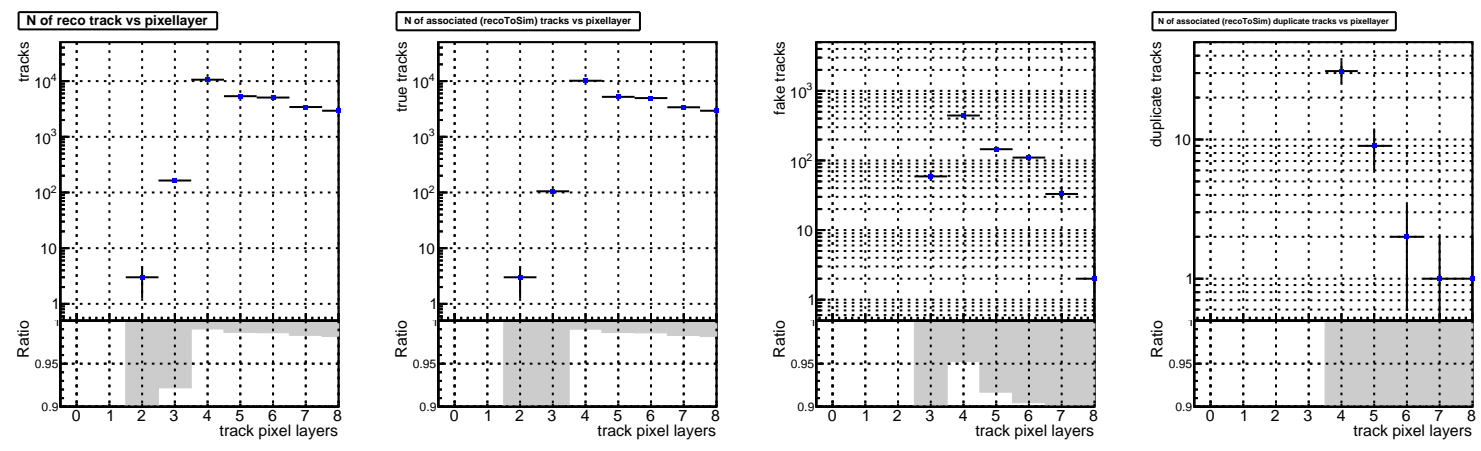 N of reco track vs pixellayer
tracks
10⁴
10³
10²
10
1
Ratio
1
0.95
0.9
0 1 2 3 4 5 6 7 8
track pixel layers
N of associated (recoToSim) tracks vs pixellayer
true tracks
10⁴
10³
10²
10
1
Ratio
1
0.95
0.9
0 1 2 3 4 5 6 7 8
track pixel layers
fake tracks
10³
10²
10
1
Ratio
1
0.95
0.9
0 1 2 3 4 5 6 7 8
track pixel layers
N of associated (recoToSim) duplicate tracks vs pixellayer
duplicate tracks
10
1
Ratio
1
0.95
0.9
0 1 2 3 4 5 6 7 8
track pixel layers